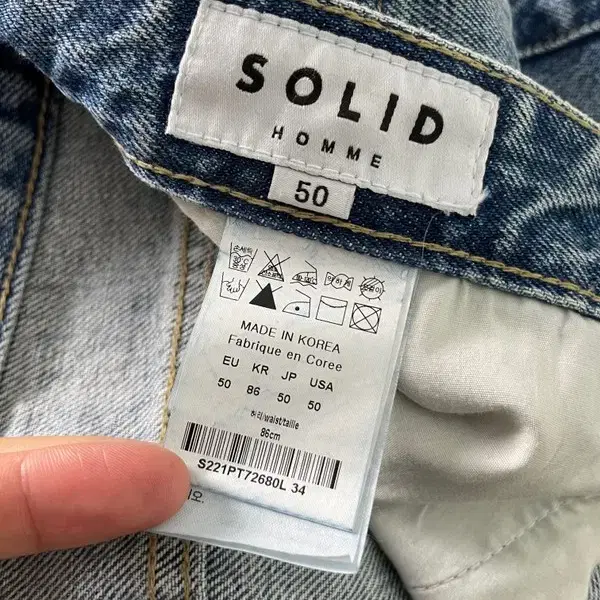 SOLID
HOMME
50
MADE IN KOREA
Fabrique en Coree
EU KR JP USA
50 86 50 50
허리/waist/taille
86cm
S221PT72680L 34
오.